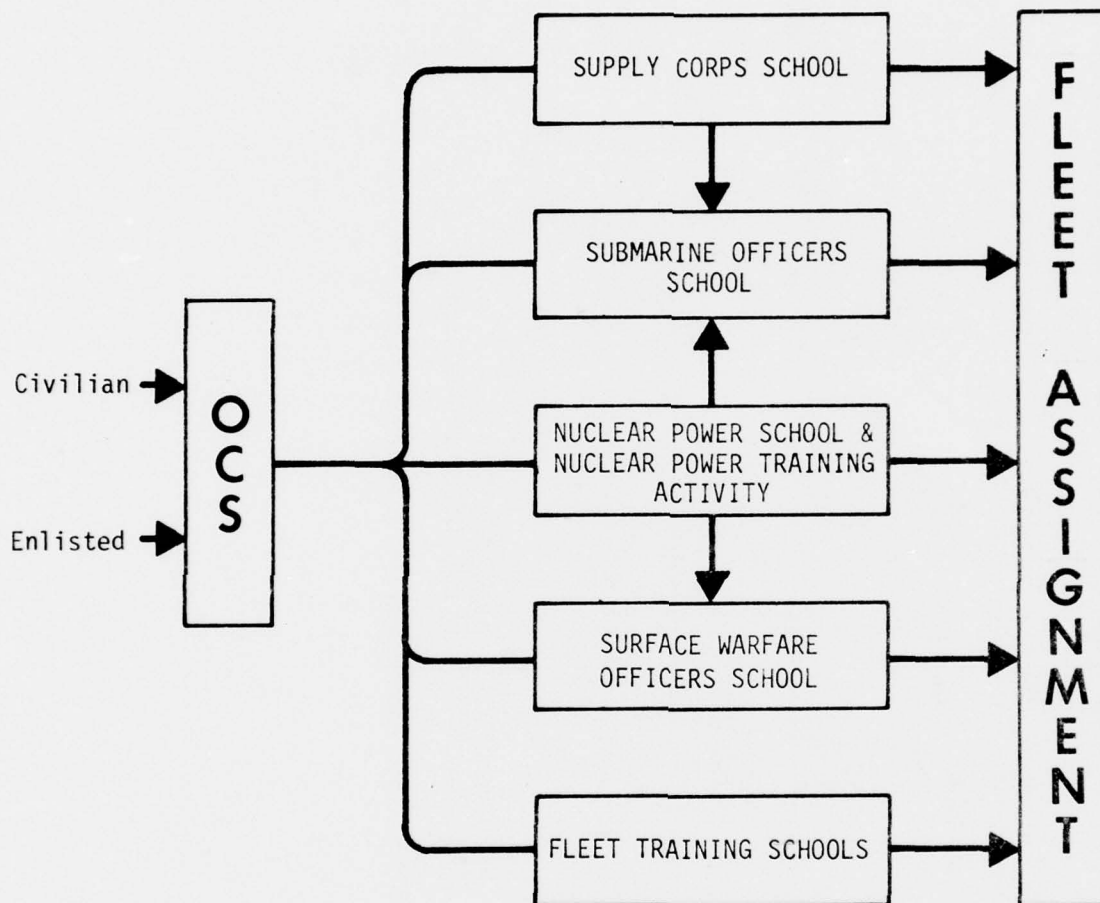 SUPPLY CORPS SCHOOL
SUBMARINE OFFICERS
SCHOOL
Civilian
Enlisted
OCS
NUCLEAR POWER SCHOOL &
NUCLEAR POWER TRAINING
ACTIVITY
SURFACE WARFARE
OFFICERS SCHOOL
FLEET TRAINING SCHOOLS
FLEET ASSIGNMENT